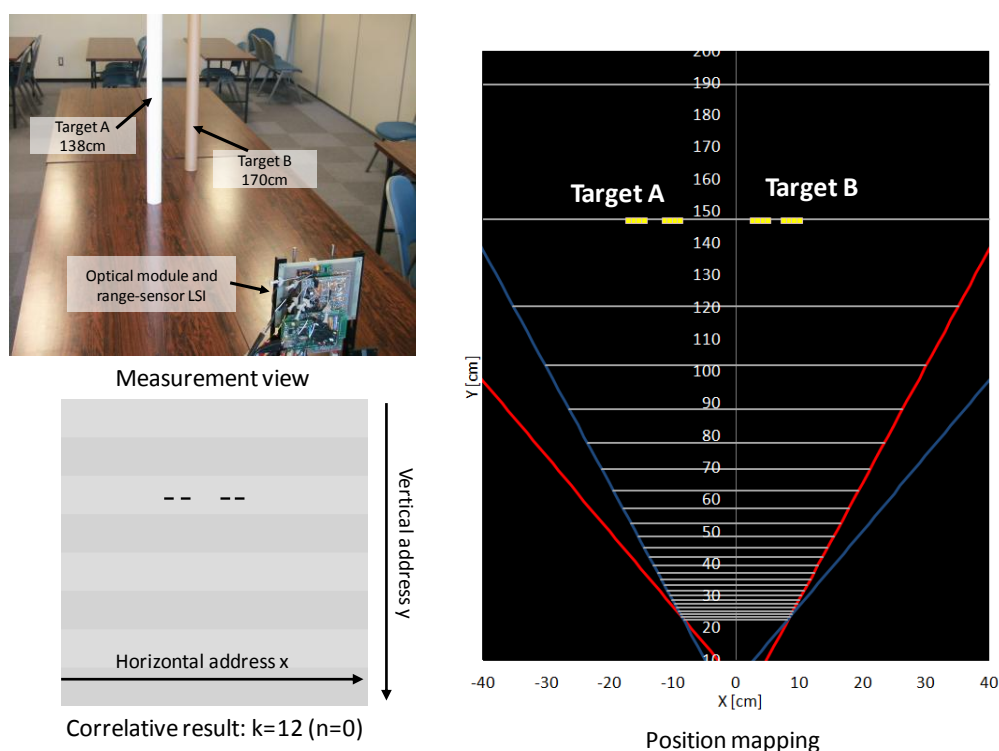 Target A
138cm
Target B
170cm
Optical module and
range-sensor LSI
Measurement view
Vertical address y
Horizontal address x
Correlative result: k=12 (n=0)
200
190
180
170
160
Target A
Target B
150
140
130
120
110
100
90
80
70
60
50
40
30
20
10
Y [cm]
-40 -30 -20 -10 0 10 20 30 40
X [cm]
Position mapping